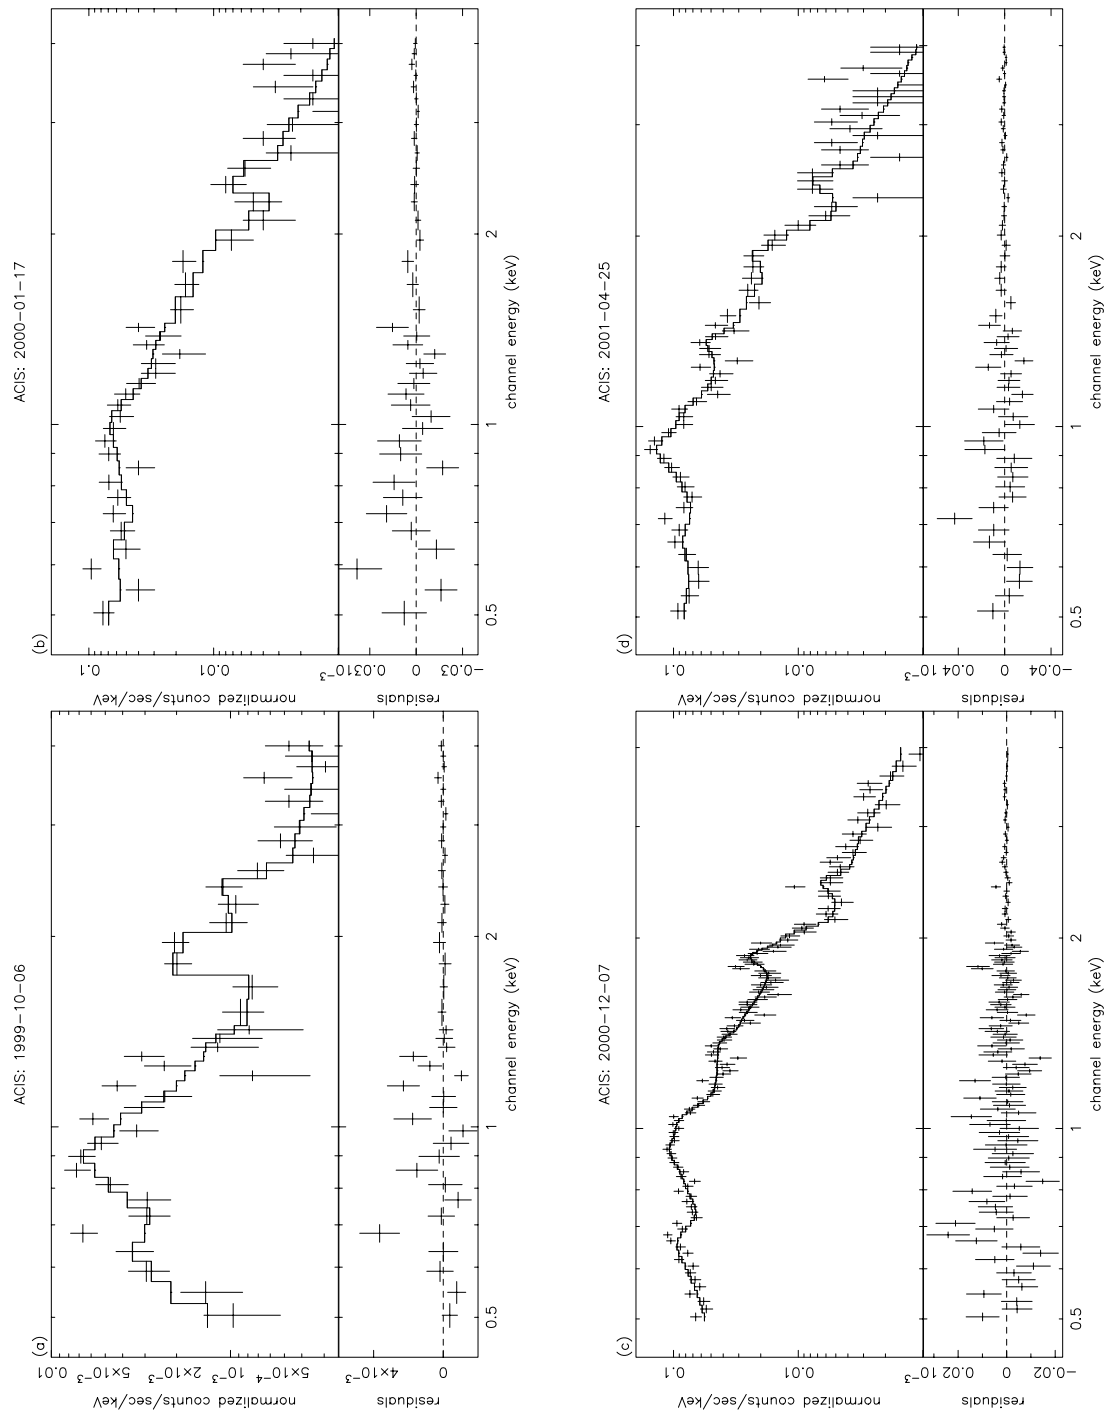 ACIS: 1999−10−06
(a)
normalized counts/sec/keV
0.01
5×10⁻³
2×10⁻³
10⁻³
5×10⁻⁴
residuals
4×10⁻³
0
0.5 1 2
channel energy (keV)
ACIS: 2000−01−17
(b)
normalized counts/sec/keV
0.1
0.01
10⁻³
residuals
0.03
0
−0.03
0.5 1 2
channel energy (keV)
ACIS: 2000−12−07
(c)
normalized counts/sec/keV
0.1
0.01
10⁻³
residuals
0.02
0
−0.02
0.5 1 2
channel energy (keV)
ACIS: 2001−04−25
(d)
normalized counts/sec/keV
0.1
0.01
10⁻³
residuals
0.04
0
−0.04
0.5 1 2
channel energy (keV)